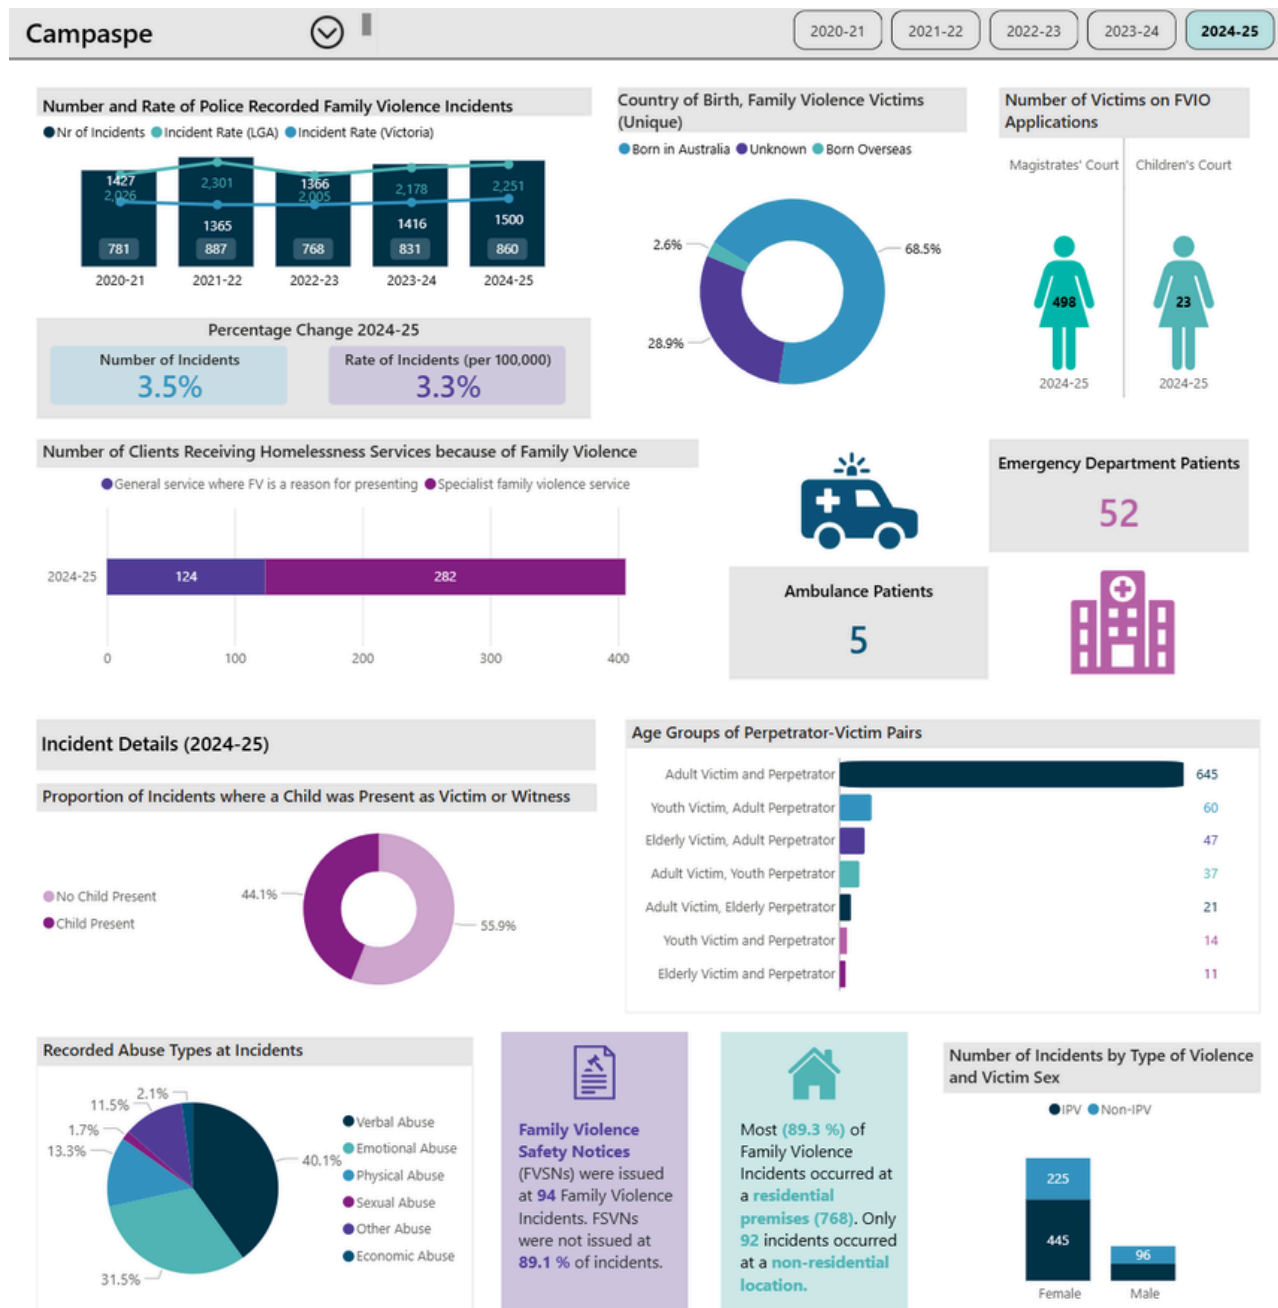 Campaspe
2020-21
2021-22
2022-23
2023-24
2024-25
Number and Rate of Police Recorded Family Violence Incidents
Nr of Incidents
Incident Rate (LGA)
Incident Rate (Victoria)
1427
2,026
2,301
1366
2,005
2,178
2,251
1365
1416
1500
781
887
768
831
860
2020-21
2021-22
2022-23
2023-24
2024-25
Percentage Change 2024-25
Number of Incidents
3.5%
Rate of Incidents (per 100,000)
3.3%
Country of Birth, Family Violence Victims
(Unique)
Born in Australia
Unknown
Born Overseas
2.6%
68.5%
28.9%
Number of Victims on FVIO
Applications
Magistrates' Court
Children's Court
498
23
2024-25
2024-25
Number of Clients Receiving Homelessness Services because of Family Violence
General service where FV is a reason for presenting
Specialist family violence service
2024-25
124
282
0
100
200
300
400
Emergency Department Patients
52
Ambulance Patients
5
Incident Details (2024-25)
Proportion of Incidents where a Child was Present as Victim or Witness
No Child Present
Child Present
44.1%
55.9%
Age Groups of Perpetrator-Victim Pairs
Adult Victim and Perpetrator
645
Youth Victim, Adult Perpetrator
60
Elderly Victim, Adult Perpetrator
47
Adult Victim, Youth Perpetrator
37
Adult Victim, Elderly Perpetrator
21
Youth Victim and Perpetrator
14
Elderly Victim and Perpetrator
11
Recorded Abuse Types at Incidents
2.1%
11.5%
1.7%
13.3%
40.1%
31.5%
Verbal Abuse
Emotional Abuse
Physical Abuse
Sexual Abuse
Other Abuse
Economic Abuse
Family Violence
Safety Notices
(FVSNs) were issued
at 94 Family Violence
Incidents. FSVNs
were not issued at
89.1 % of incidents.
Most (89.3 %) of
Family Violence
Incidents occurred at
a residential
premises (768). Only
92 incidents occurred
at a non-residential
location.
Number of Incidents by Type of Violence
and Victim Sex
IPV
Non-IPV
225
445
96
Female
Male